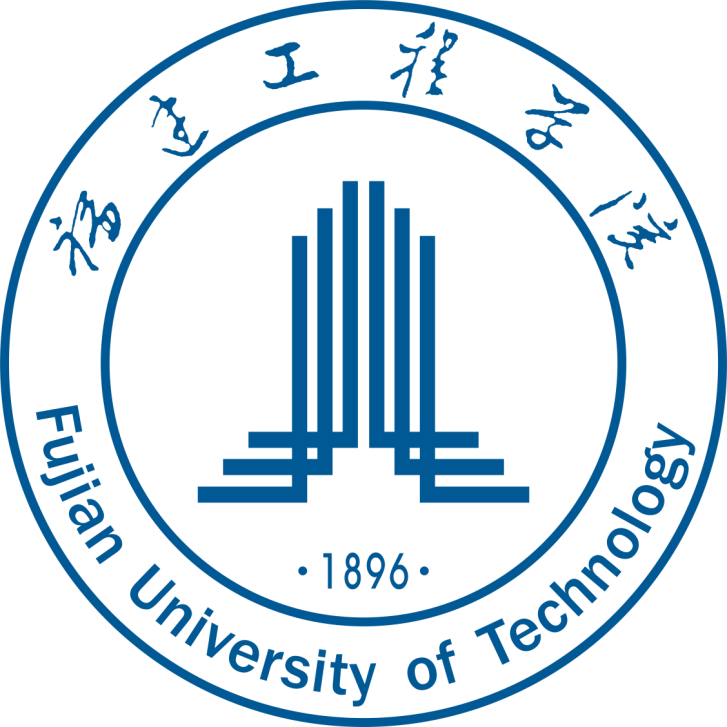 福建工程学院
·1896·
Fujian University of Technology